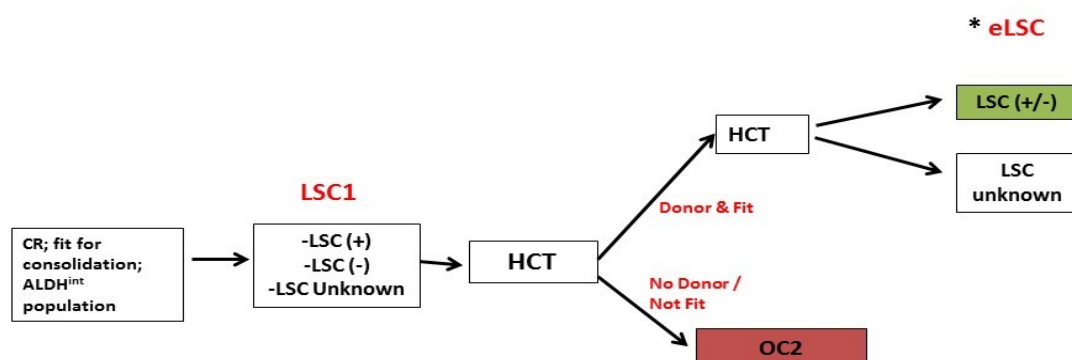 * eLSC
LSC (+/-)
HCT
LSC
unknown
LSC1
Donor & Fit
CR; fit for
consolidation;
ALDHint
population
-LSC (+)
-LSC (-)
-LSC Unknown
HCT
No Donor /
Not Fit
OC2